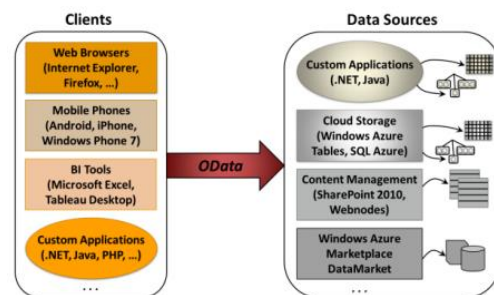 Clients
Web Browsers
(Internet Explorer,
Firefox, ...)
Mobile Phones
(Android, iPhone,
Windows Phone 7)
BI Tools
(Microsoft Excel,
Tableau Desktop)
Custom Applications
(.NET, Java, PHP, ...)
...
OData
Data Sources
Custom Applications
(.NET, Java)
Cloud Storage
(Windows Azure
Tables, SQL Azure)
Content Management
(SharePoint 2010,
Webnodes)
Windows Azure
Marketplace
DataMarket
...